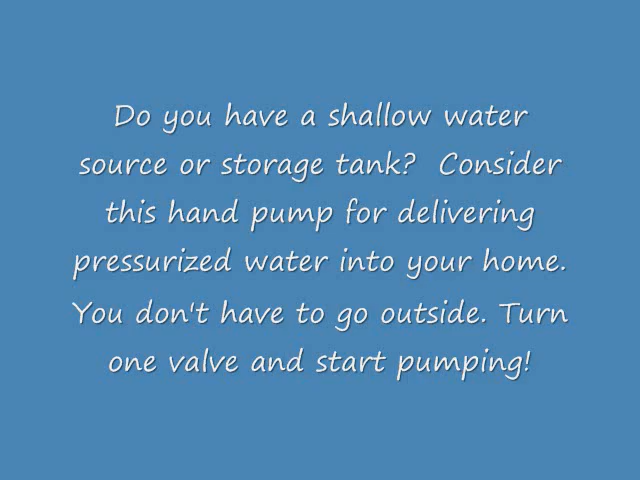 Do you have a shallow water
source or storage tank?  Consider
this hand pump for delivering
pressurized water into your home.
You don't have to go outside. Turn
one valve and start pumping!